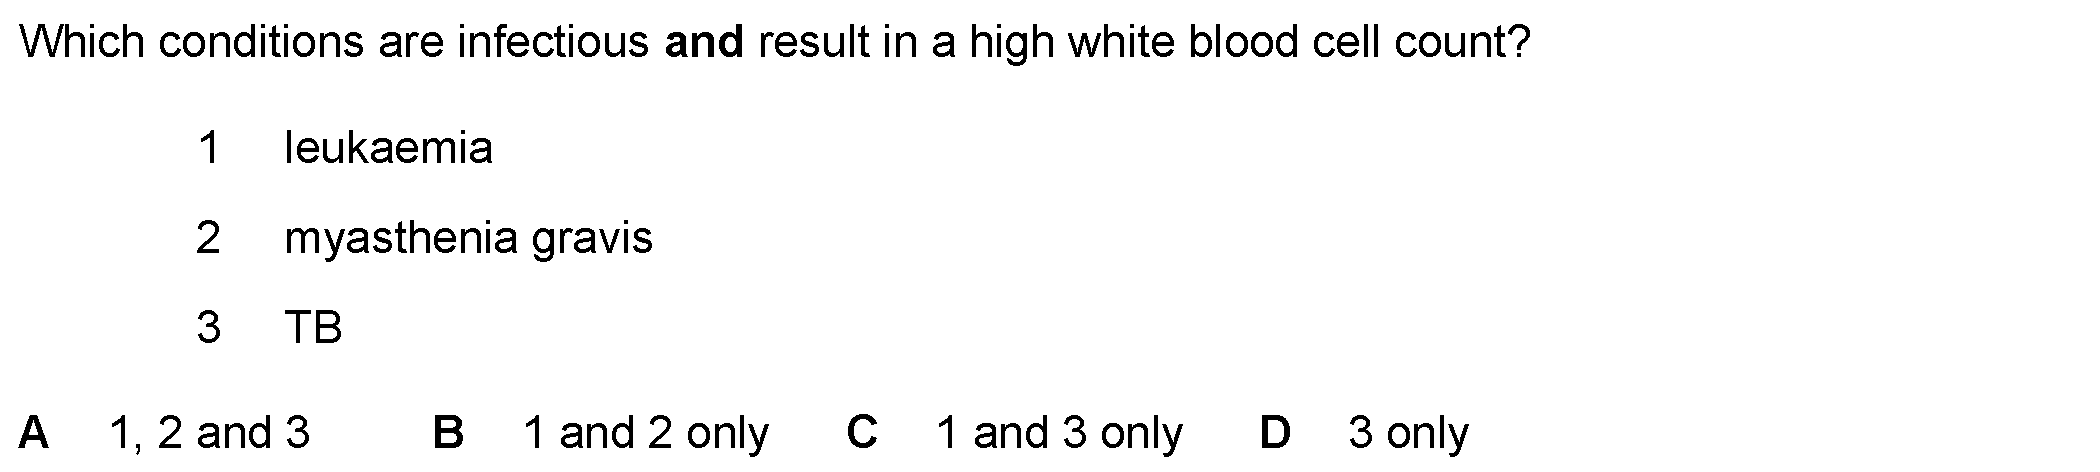 Which conditions are infectious and result in a high white blood cell count?
1 leukaemia
2 myasthenia gravis
3 TB
A 1, 2 and 3 B 1 and 2 only C 1 and 3 only D 3 only